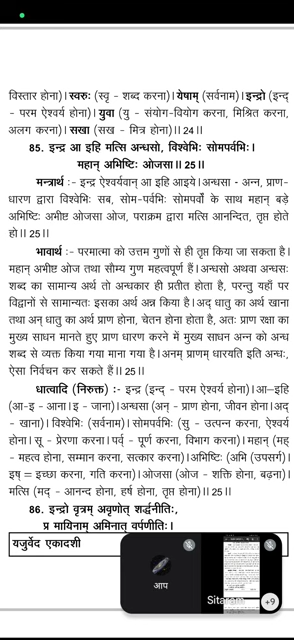 विस्तार होना)। स्वरुः (स्वृ - शब्द करना)। येषाम् (सर्वनाम)। इन्द्रो (इन्द्
- परम ऐश्वर्य होना)। युवा (यु - संयोग-वियोग करना, मिश्रित करना,
अलग करना)। सखा (सख - मित्र होना)।। 24।।
85. इन्द्र आ इहि मत्सि अन्धसो, विश्वेभिः सोमपर्वभिः।
महान् अभिष्टिः ओजसा।। 25।।
मन्त्रार्थ :- इन्द्र ऐश्वर्यवान् आ इहि आइये। अन्धसा - अन्न, प्राण-
धारण द्वारा विश्वेभिः सब, सोम-पर्वभिः सोमपर्वों के साथ महान् बड़े
अभिष्टिः अभीष्ट ओजसा ओज, पराक्रम द्वारा मत्सि आनन्दित, तृप्त होते
हो।। 25।।
भावार्थ :- परमात्मा को उत्तम गुणों से ही तृप्त किया जा सकता है।
महान् अभीष्ट ओज तथा सौम्य गुण महत्वपूर्ण हैं। अन्धसो अथवा अन्धसः
शब्द का सामान्य अर्थ तो अन्धकार ही प्रतीत होता है, परन्तु यहाँ पर
विद्वानों से सामान्यतः इसका अर्थ अन्न किया है। अद् धातु का अर्थ खाना
तथा अन् धातु का अर्थ प्राण होना, चेतन होना होता है, अतः प्राण रक्षा का
मुख्य साधन मानते हुए प्राण धारण करने में मुख्य साधन अन्न को अन्ध
शब्द से व्यक्त किया गया माना गया है। अनम् प्राणम् धारयति इति अन्धः,
ऐसा निर्वचन कर सकते हैं।। 25।।
धात्वादि (निरुक्त) :- इन्द्र (इन्द् - परम ऐश्वर्य होना)। आ–इहि
(आ-इ - आना। इ - जाना)। अन्धसा (अन् - प्राण होना, जीवन होना। अद्
- खाना)। विश्वेभिः (सर्वनाम)। सोमपर्वभिः (सु - उत्पन्न करना, ऐश्वर्य
होना। सू - प्रेरणा करना। पर्व् - पूर्ण करना, विभाग करना)। महान् (मह्
- महत्व होना, सम्मान करना, सत्कार करना)। अभिष्टिः (अभि (उपसर्ग)।
इष् = इच्छा करना, गति करना)। ओजसा (ओज - शक्ति होना, बढ़ना)।
मत्सि (मद् - आनन्द होना, हर्ष होना, तृप्त होना)।। 25।।
86. इन्द्रो वृत्रम् अवृणोत् शर्द्धनीतिः,
प्र मायिनाम् अमिनात् वर्पणीतिः।
यजुर्वेद एकादशी
आप
+9